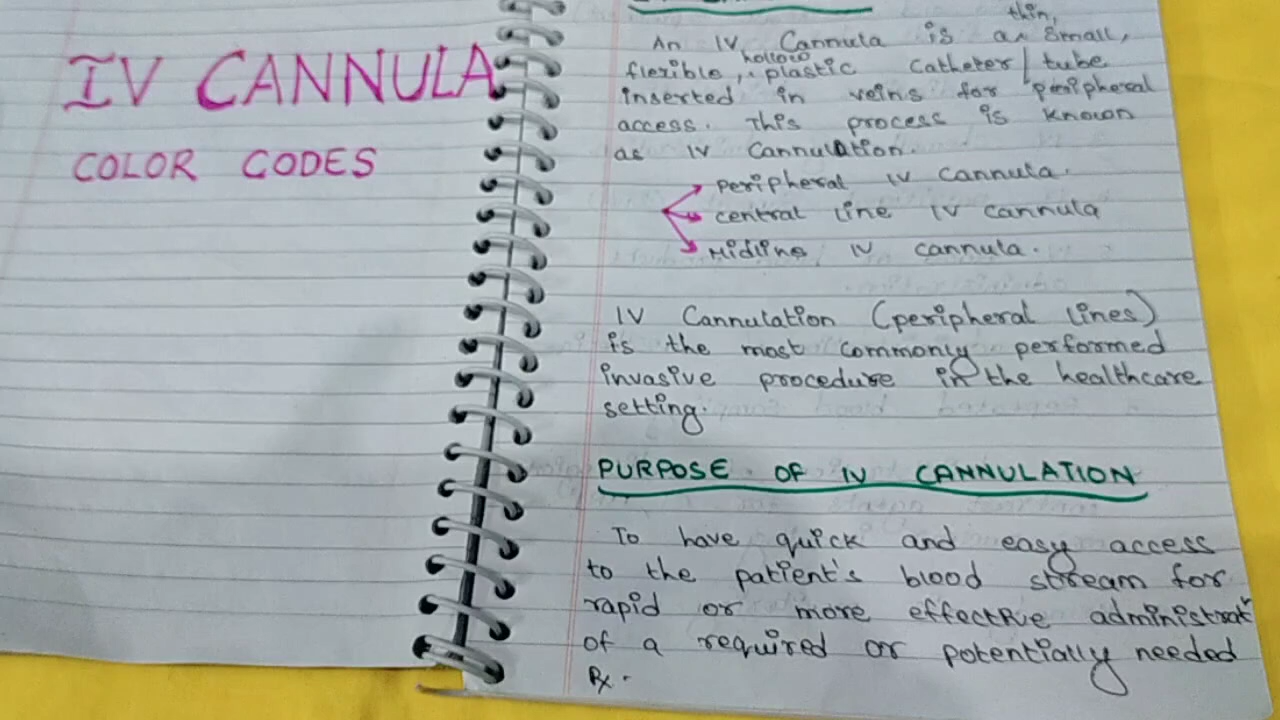 IV CANNULA
COLOR CODES
An IV Cannula is a thin, small,
flexible, hollow plastic catheter/tube
inserted in veins for peripheral
access. This process is known
as IV Cannulation.
Peripheral IV Cannula.
central line IV cannula
Midline IV cannula.
IV Cannulation (peripheral lines)
is the most commonly performed
invasive procedure in the healthcare
setting.
PURPOSE OF IV CANNULATION
To have quick and easy access
to the patient's blood stream for
rapid or more effective administrat
of a required or potentially needed
Rx.